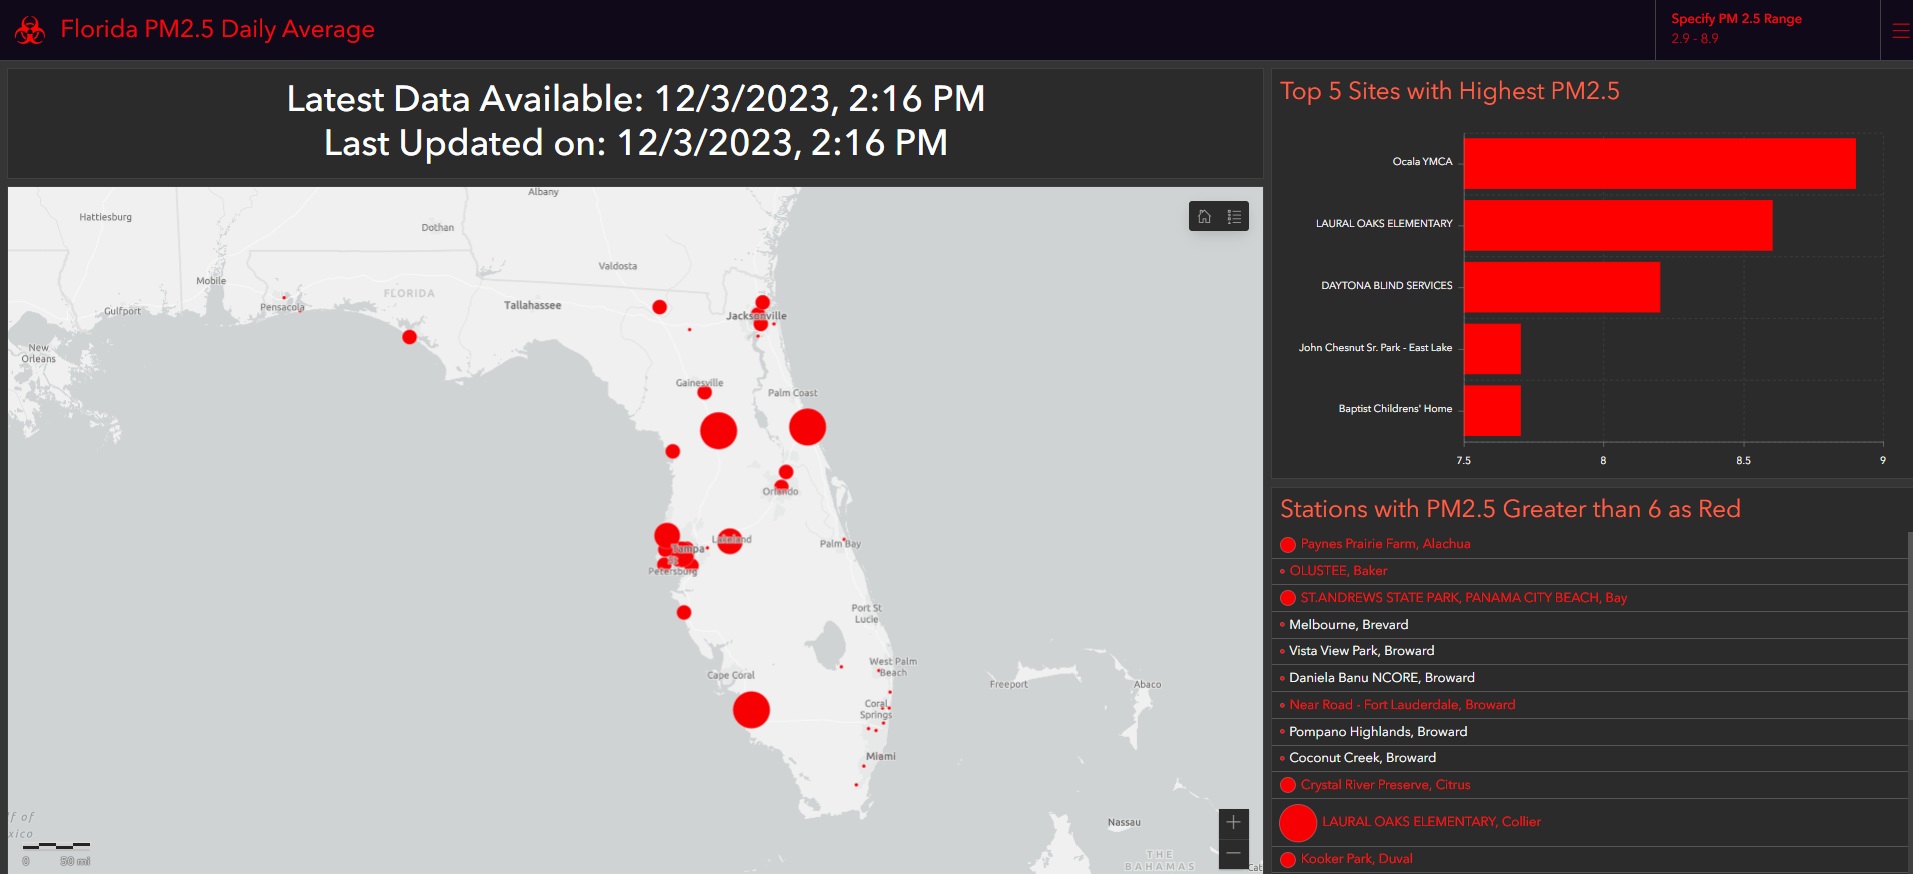 Florida PM2.5 Daily Average
Specify PM 2.5 Range
2.9 - 8.9
Latest Data Available: 12/3/2023, 2:16 PM
Last Updated on: 12/3/2023, 2:16 PM
Albany
Hattiesburg
Dothan
Valdosta
Mobile
FLORIDA
Pensacola
Tallahassee
Gulfport
Jacksonville
New
Orleans
Gainesville
Palm Coast
Orlando
Lakeland
Palm Bay
Tampa
Petersburg
Port St
Lucie
West Palm
Beach
Cape Coral
Freeport
Abaco
Coral
Springs
Miami
Nassau
THE
BAHAMAS
f of
xico
0 50 mi
Cat
Top 5 Sites with Highest PM2.5
Ocala YMCA
LAURAL OAKS ELEMENTARY
DAYTONA BLIND SERVICES
John Chesnut Sr. Park - East Lake
Baptist Childrens' Home
7.5 8 8.5 9
Stations with PM2.5 Greater than 6 as Red
Paynes Prairie Farm, Alachua
OLUSTEE, Baker
ST.ANDREWS STATE PARK, PANAMA CITY BEACH, Bay
Melbourne, Brevard
Vista View Park, Broward
Daniela Banu NCORE, Broward
Near Road - Fort Lauderdale, Broward
Pompano Highlands, Broward
Coconut Creek, Broward
Crystal River Preserve, Citrus
LAURAL OAKS ELEMENTARY, Collier
Kooker Park, Duval